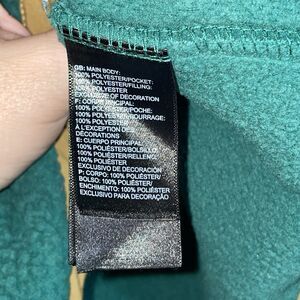 GB: MAIN BODY:
100% POLYESTER/POCKET:
100% POLYESTER/FILLING:
100% POLYESTER
EXCLUSIVE OF DECORATION
F: CORPS PRINCIPAL:
100% POLYESTER/POCHE:
100% POLYESTER/REMBOURRAGE:
100% POLYESTER
À L'EXCEPTION DES
DÉCORATIONS
E: CUERPO PRINCIPAL:
100% POLIÉSTER/BOLSILLO:
100% POLIÉSTER/RELLENO:
100% POLIÉSTER
EXCLUSIVO DE DECORACIÓN
P: CORPO: 100% POLIÉSTER/
BOLSO: 100% POLIÉSTER/
ENCHIMENTO: 100% POLIÉSTER
EXCLUSIVO PARA DECORAÇÃO